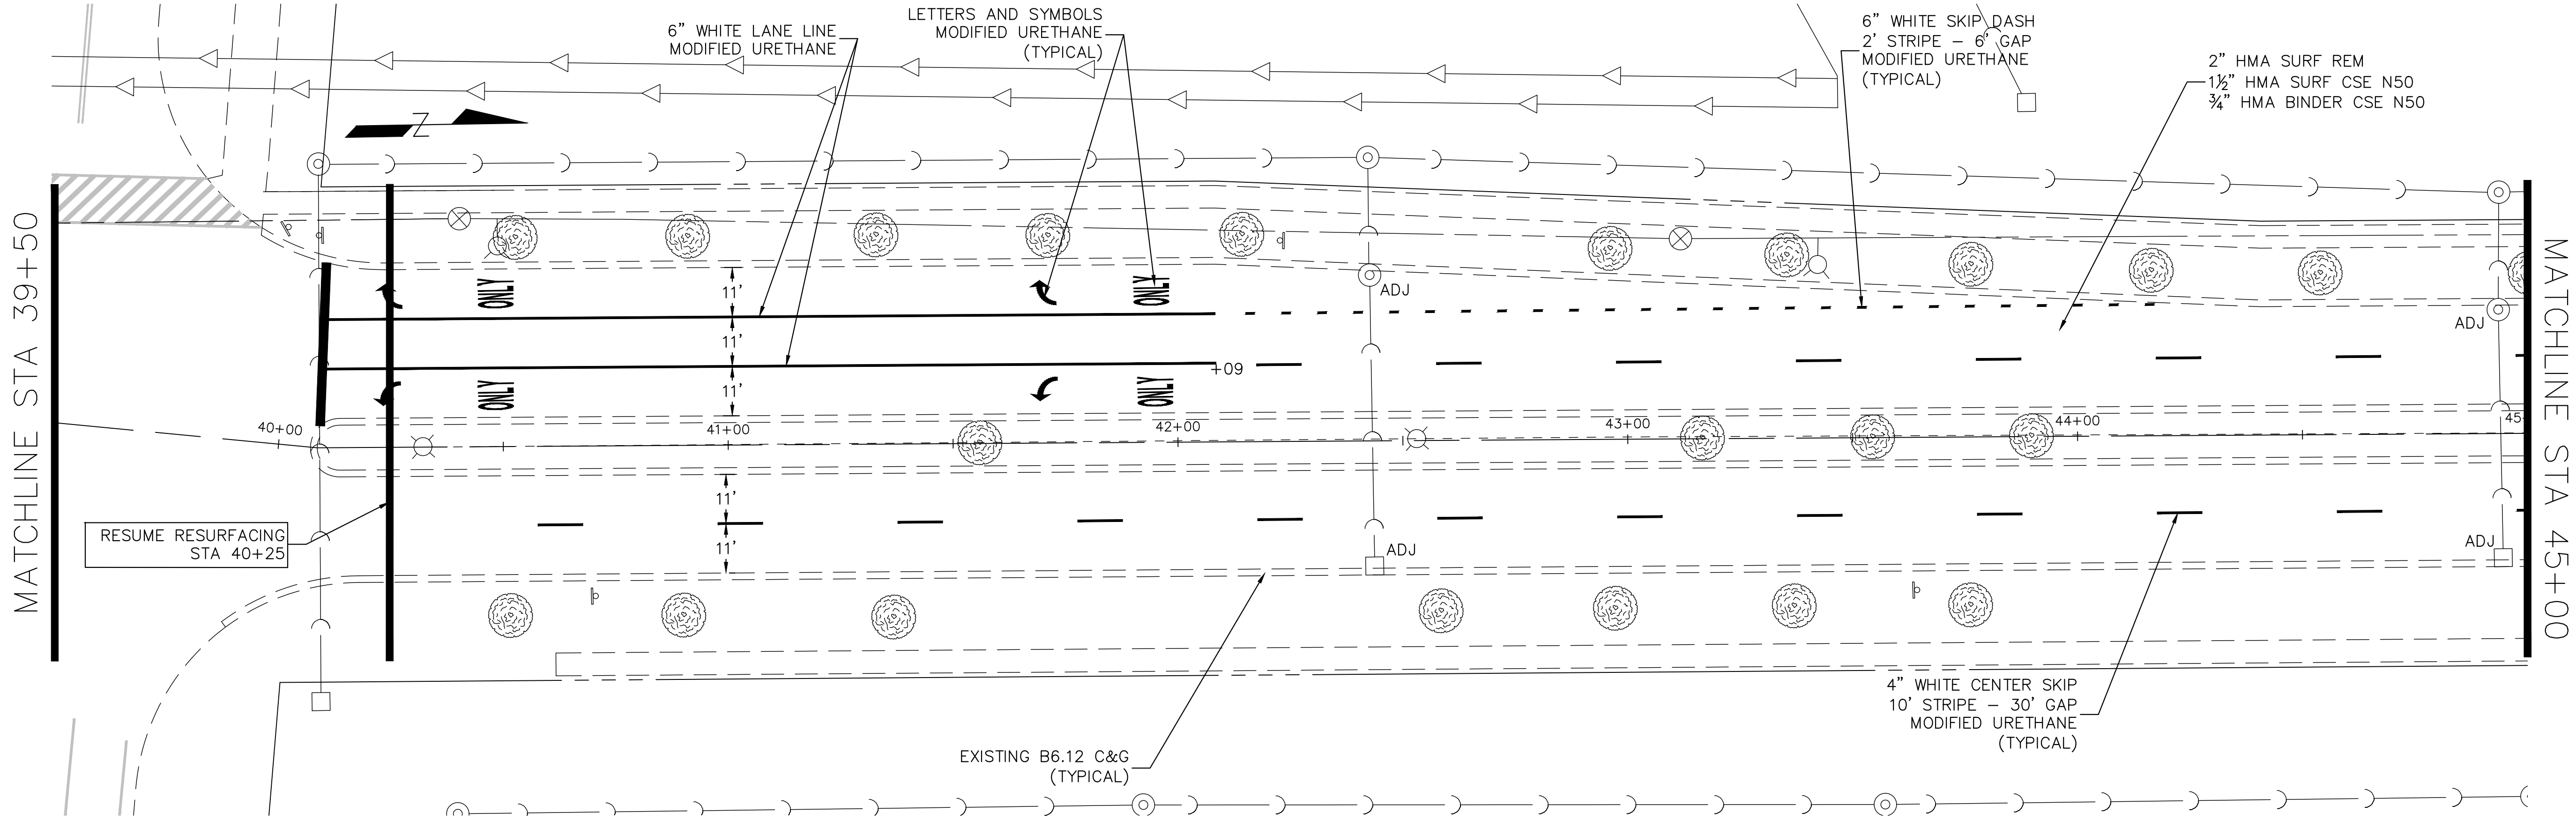 6” WHITE LANE LINE
MODIFIED URETHANE
LETTERS AND SYMBOLS
MODIFIED URETHANE
(TYPICAL)
6” WHITE SKIP DASH
2’ STRIPE – 6’ GAP
MODIFIED URETHANE
(TYPICAL)
2” HMA SURF REM
1½” HMA SURF CSE N50
¾” HMA BINDER CSE N50
Z
MATCHLINE STA 39+50
MATCHLINE STA 45+00
ONLY
ONLY
11’
11’
11’
ADJ
ADJ
+09
ONLY
ONLY
40+00
41+00
42+00
43+00
44+00
45
11’
11’
RESUME RESURFACING
STA 40+25
ADJ
ADJ
4” WHITE CENTER SKIP
10’ STRIPE – 30’ GAP
MODIFIED URETHANE
(TYPICAL)
EXISTING B6.12 C&G
(TYPICAL)